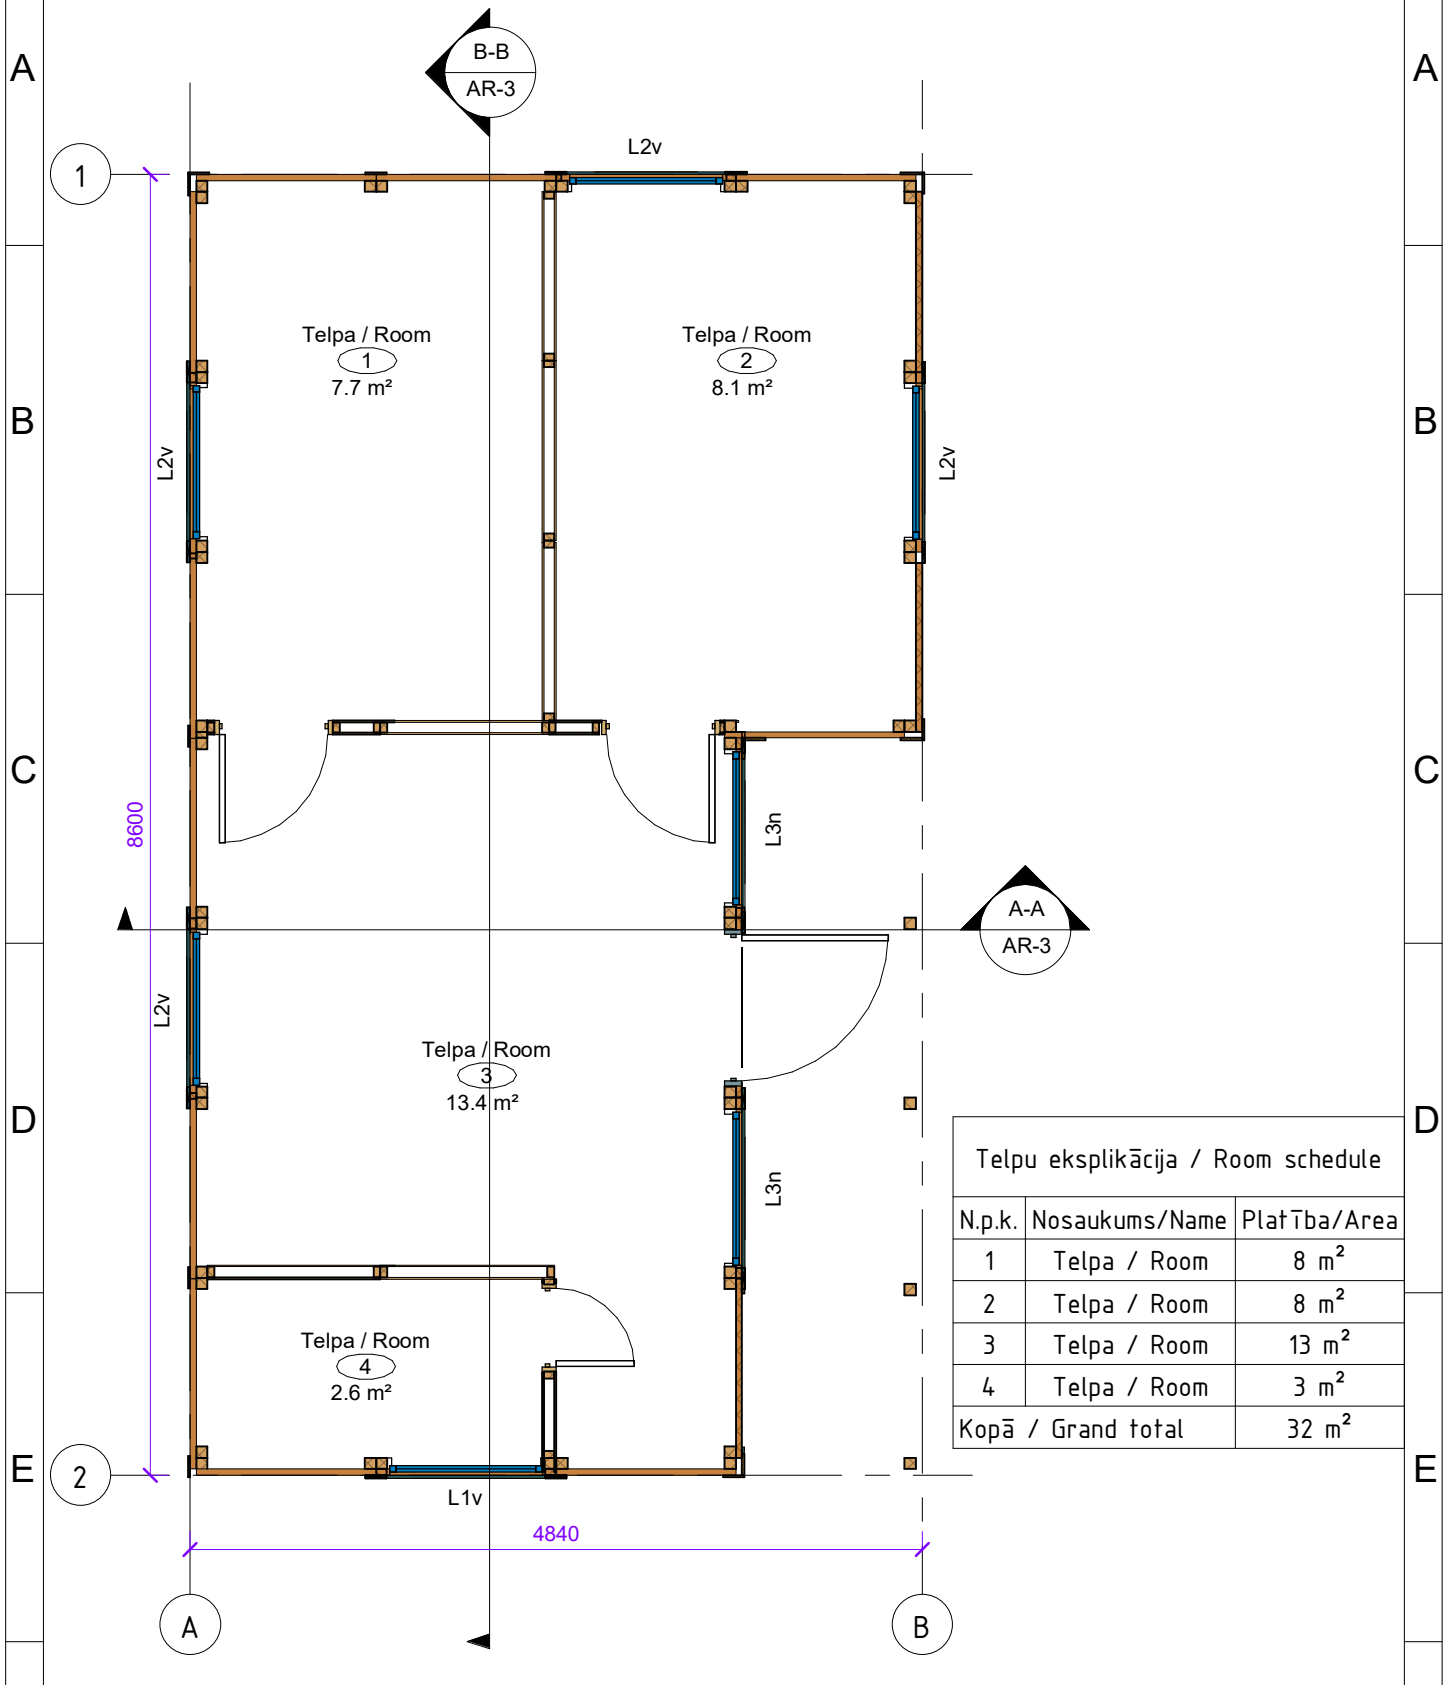 A
A
B-B
AR-3
L2v
1
Telpa / Room
1
7.7 m²
Telpa / Room
2
8.1 m²
B
B
L2v
L2v
C
C
8600
L3n
A-A
AR-3
L2v
Telpa / Room
3
13.4 m²
D
D
L3n
Telpu eksplikācija / Room schedule
N.p.k. Nosaukums/Name Platība/Area
1 Telpa / Room 8 m²
2 Telpa / Room 8 m²
3 Telpa / Room 13 m²
4 Telpa / Room 3 m²
Kopā / Grand total 32 m²
Telpa / Room
4
2.6 m²
E
E
2
L1v
4840
A
B